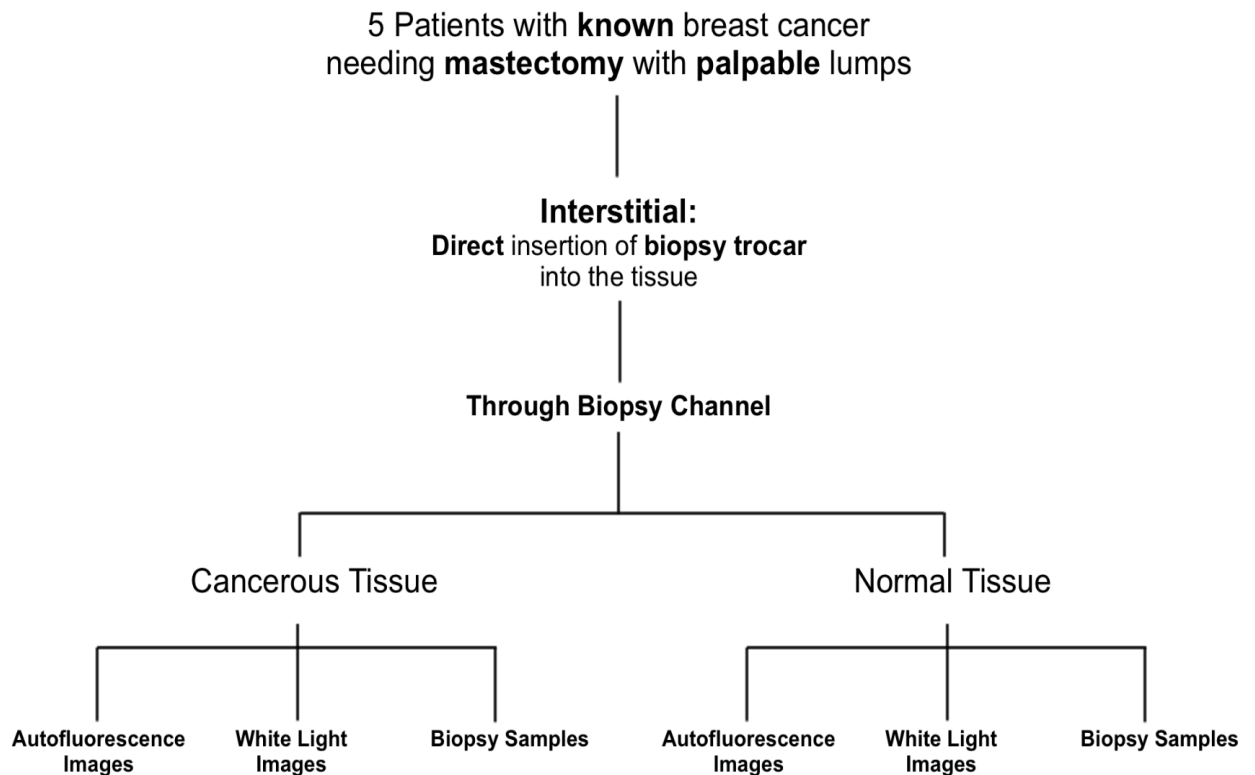 5 Patients with known breast cancer
needing mastectomy with palpable lumps
Interstitial:
Direct insertion of biopsy trocar
into the tissue
Through Biopsy Channel
Cancerous Tissue
Normal Tissue
Autofluorescence
Images
White Light
Images
Biopsy Samples
Autofluorescence
Images
White Light
Images
Biopsy Samples